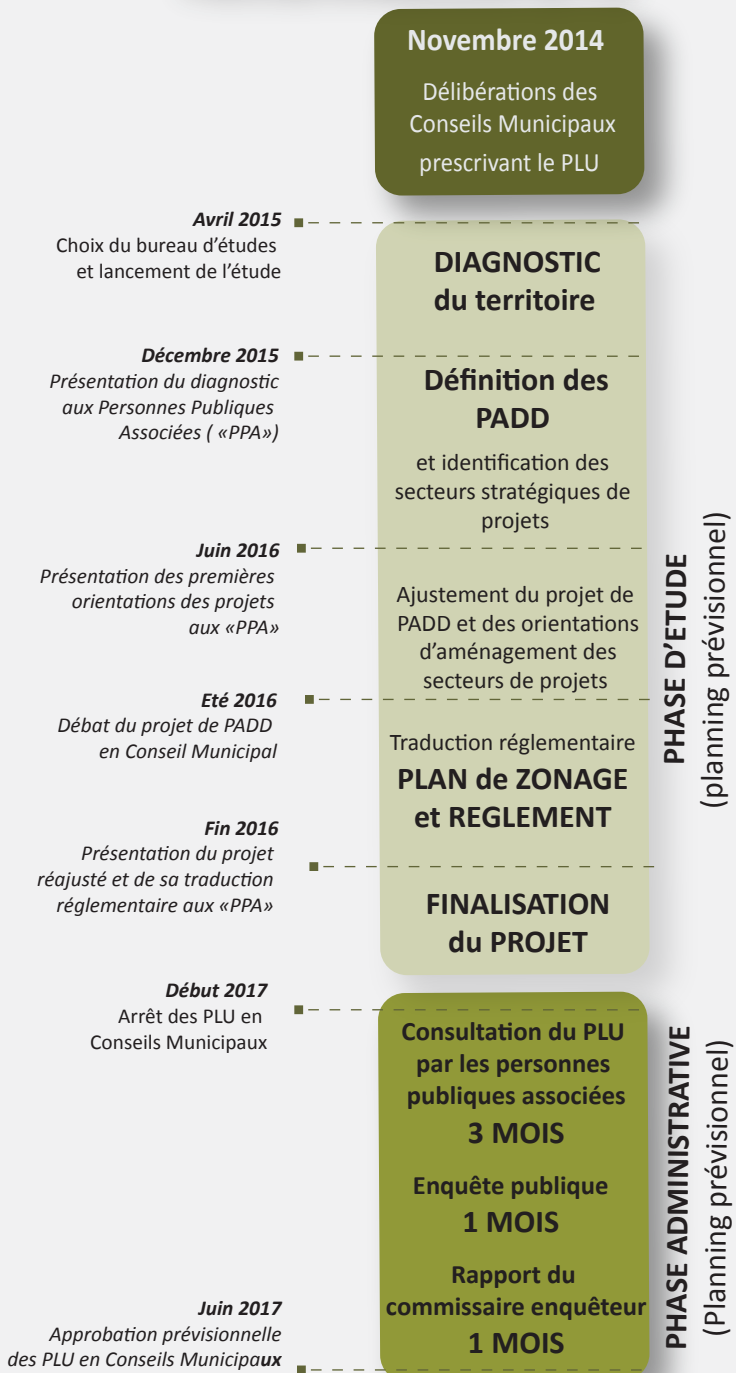 Novembre 2014
Délibérations des
Conseils Municipaux
prescrivant le PLU
Avril 2015
Choix du bureau d'études
et lancement de l'étude
DIAGNOSTIC
du territoire
Décembre 2015
Présentation du diagnostic
aux Personnes Publiques
Associées ( «PPA»)
Définition des
PADD
et identification des
secteurs stratégiques de
projets
Juin 2016
Présentation des premières
orientations des projets
aux «PPA»
Ajustement du projet de
PADD et des orientations
d'aménagement des
secteurs de projets
Eté 2016
Débat du projet de PADD
en Conseil Municipal
Traduction réglementaire
PLAN de ZONAGE
et REGLEMENT
Fin 2016
Présentation du projet
réajusté et de sa traduction
réglementaire aux «PPA»
FINALISATION
du PROJET
PHASE D'ETUDE
(planning prévisionnel)
Début 2017
Arrêt des PLU en
Conseils Municipaux
Consultation du PLU
par les personnes
publiques associées
3 MOIS
Enquête publique
1 MOIS
Rapport du
commissaire enquêteur
1 MOIS
Juin 2017
Approbation prévisionnelle
des PLU en Conseils Municipaux
PHASE ADMINISTRATIVE
(Planning prévisionnel)